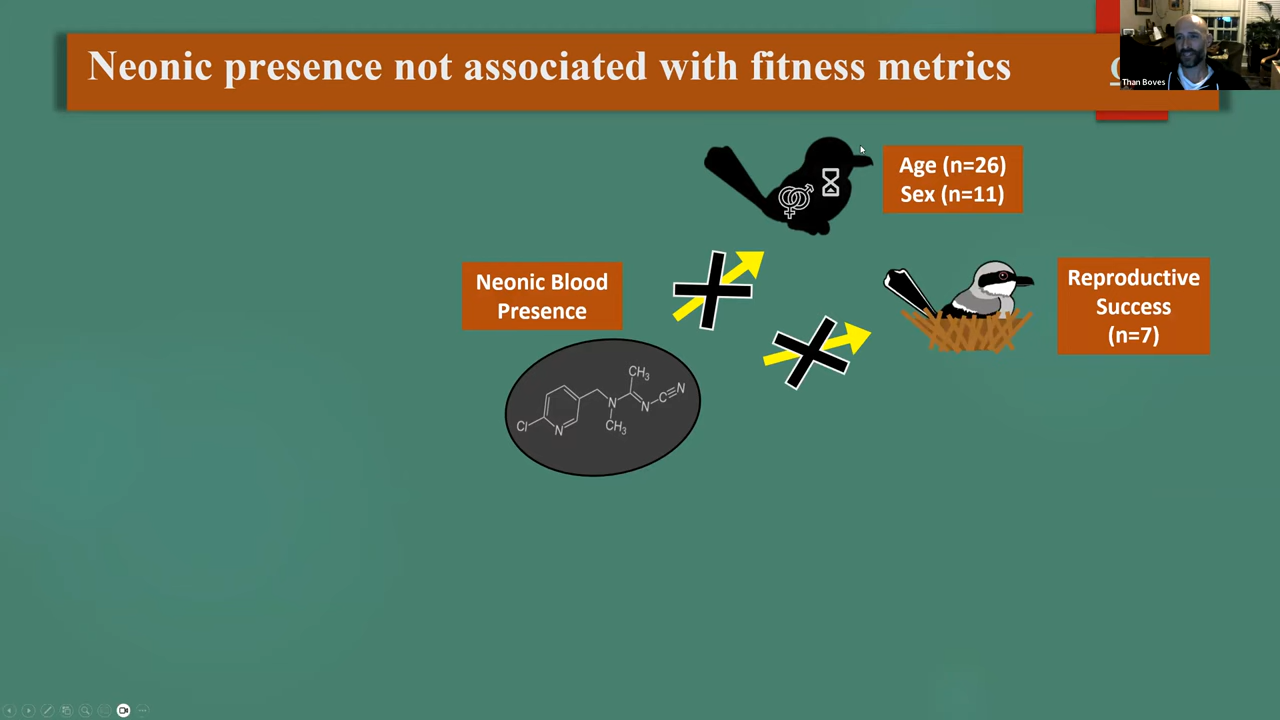 Neonic presence not associated with fitness metrics
Than Boves
Age (n=26)
Sex (n=11)
Neonic Blood
Presence
Reproductive
Success
(n=7)
CH₃
N
C≡N
N
Cl
N
CH₃